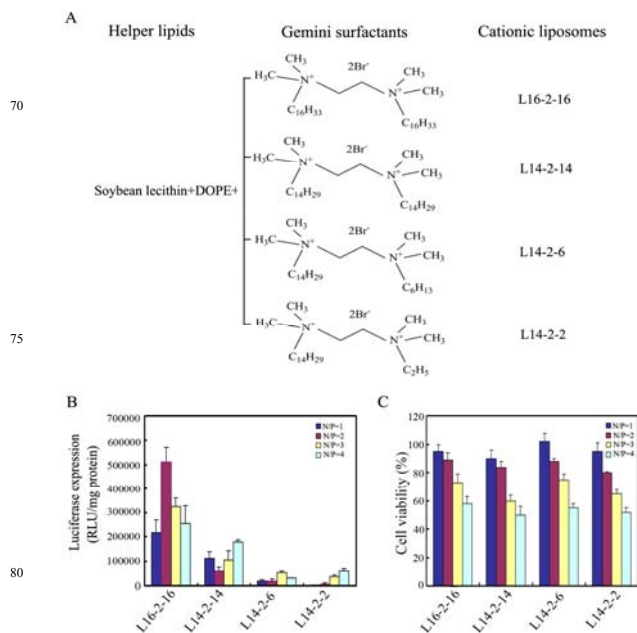 A
Helper lipids Gemini surfactants Cationic liposomes
70
CH3 2Br- CH3
H3C N+ N+ CH3
C16H33 C16H33
L16-2-16
CH3 2Br- CH3
H3C N+ N+ CH3
C14H29 C14H29
L14-2-14
Soybean lecithin+DOPE+
CH3 2Br- CH3
H3C N+ N+ CH3
C14H29 C6H13
L14-2-6
75
CH3 2Br- CH3
H3C N+ N+ CH3
C14H29 C2H5
L14-2-2
B
Luciferase expression
(RLU/mg protein)
700000
600000
500000
400000
300000
200000
100000
0
N/P=1
N/P=2
N/P=3
N/P=4
L16-2-16 L14-2-14 L14-2-6 L14-2-2
80
C
Cell viability (%)
120
100
80
60
40
20
0
N/P=1
N/P=2
N/P=3
N/P=4
L16-2-16 L14-2-14 L14-2-6 L14-2-2